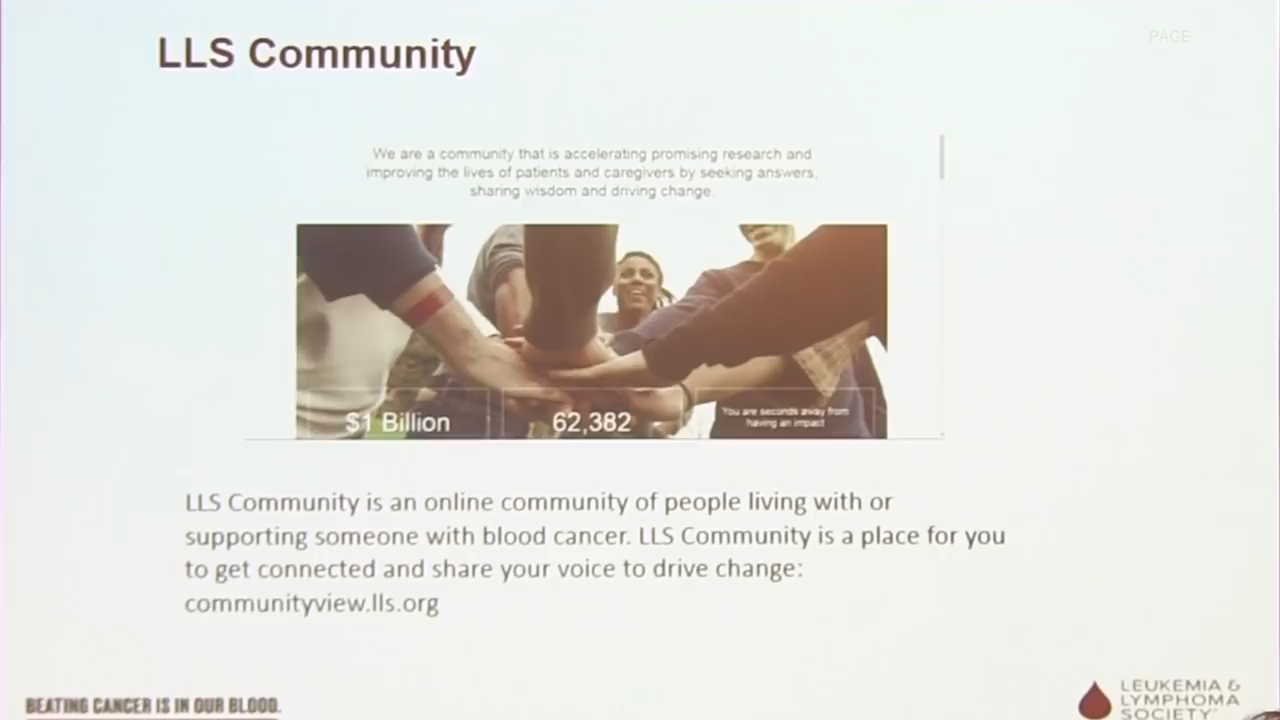 LLS Community
PAGE
We are a community that is accelerating promising research and
improving the lives of patients and caregivers by seeking answers,
sharing wisdom and driving change.
$1 Billion
62,382
You are seconds away from
having an impact
LLS Community is an online community of people living with or
supporting someone with blood cancer. LLS Community is a place for you
to get connected and share your voice to drive change:
communityview.lls.org
BEATING CANCER IS IN OUR BLOOD.
LEUKEMIA &
LYMPHOMA
SOCIETY